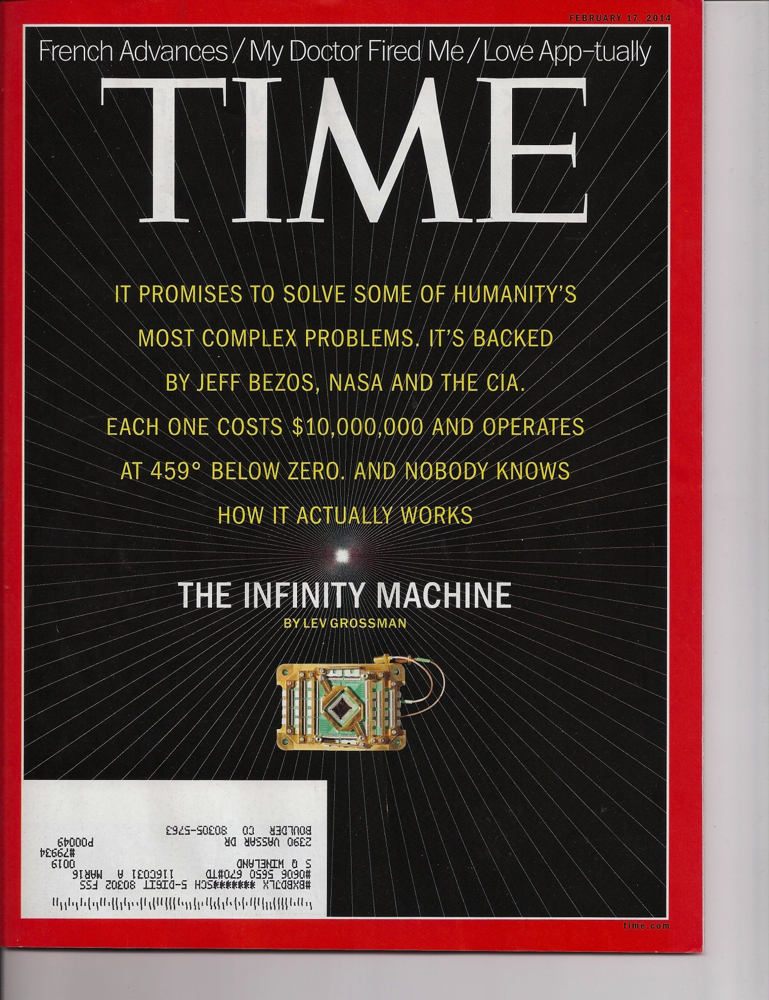 FEBRUARY 17, 2014
French Advances / My Doctor Fired Me / Love App-tually
TIME
IT PROMISES TO SOLVE SOME OF HUMANITY'S
MOST COMPLEX PROBLEMS. IT'S BACKED
BY JEFF BEZOS, NASA AND THE CIA.
EACH ONE COSTS $10,000,000 AND OPERATES
AT 459° BELOW ZERO. AND NOBODY KNOWS
HOW IT ACTUALLY WORKS
THE INFINITY MACHINE
BY LEV GROSSMAN
#BXBDJLX *******SCH 5-DIGIT 80302 FSS
#0606 5650 670#TD 116C031 A MAR16
S Q WINELAND 0019
#79934
2390 VASSAR DR P00049
BOULDER CO 80305-5763
time.com